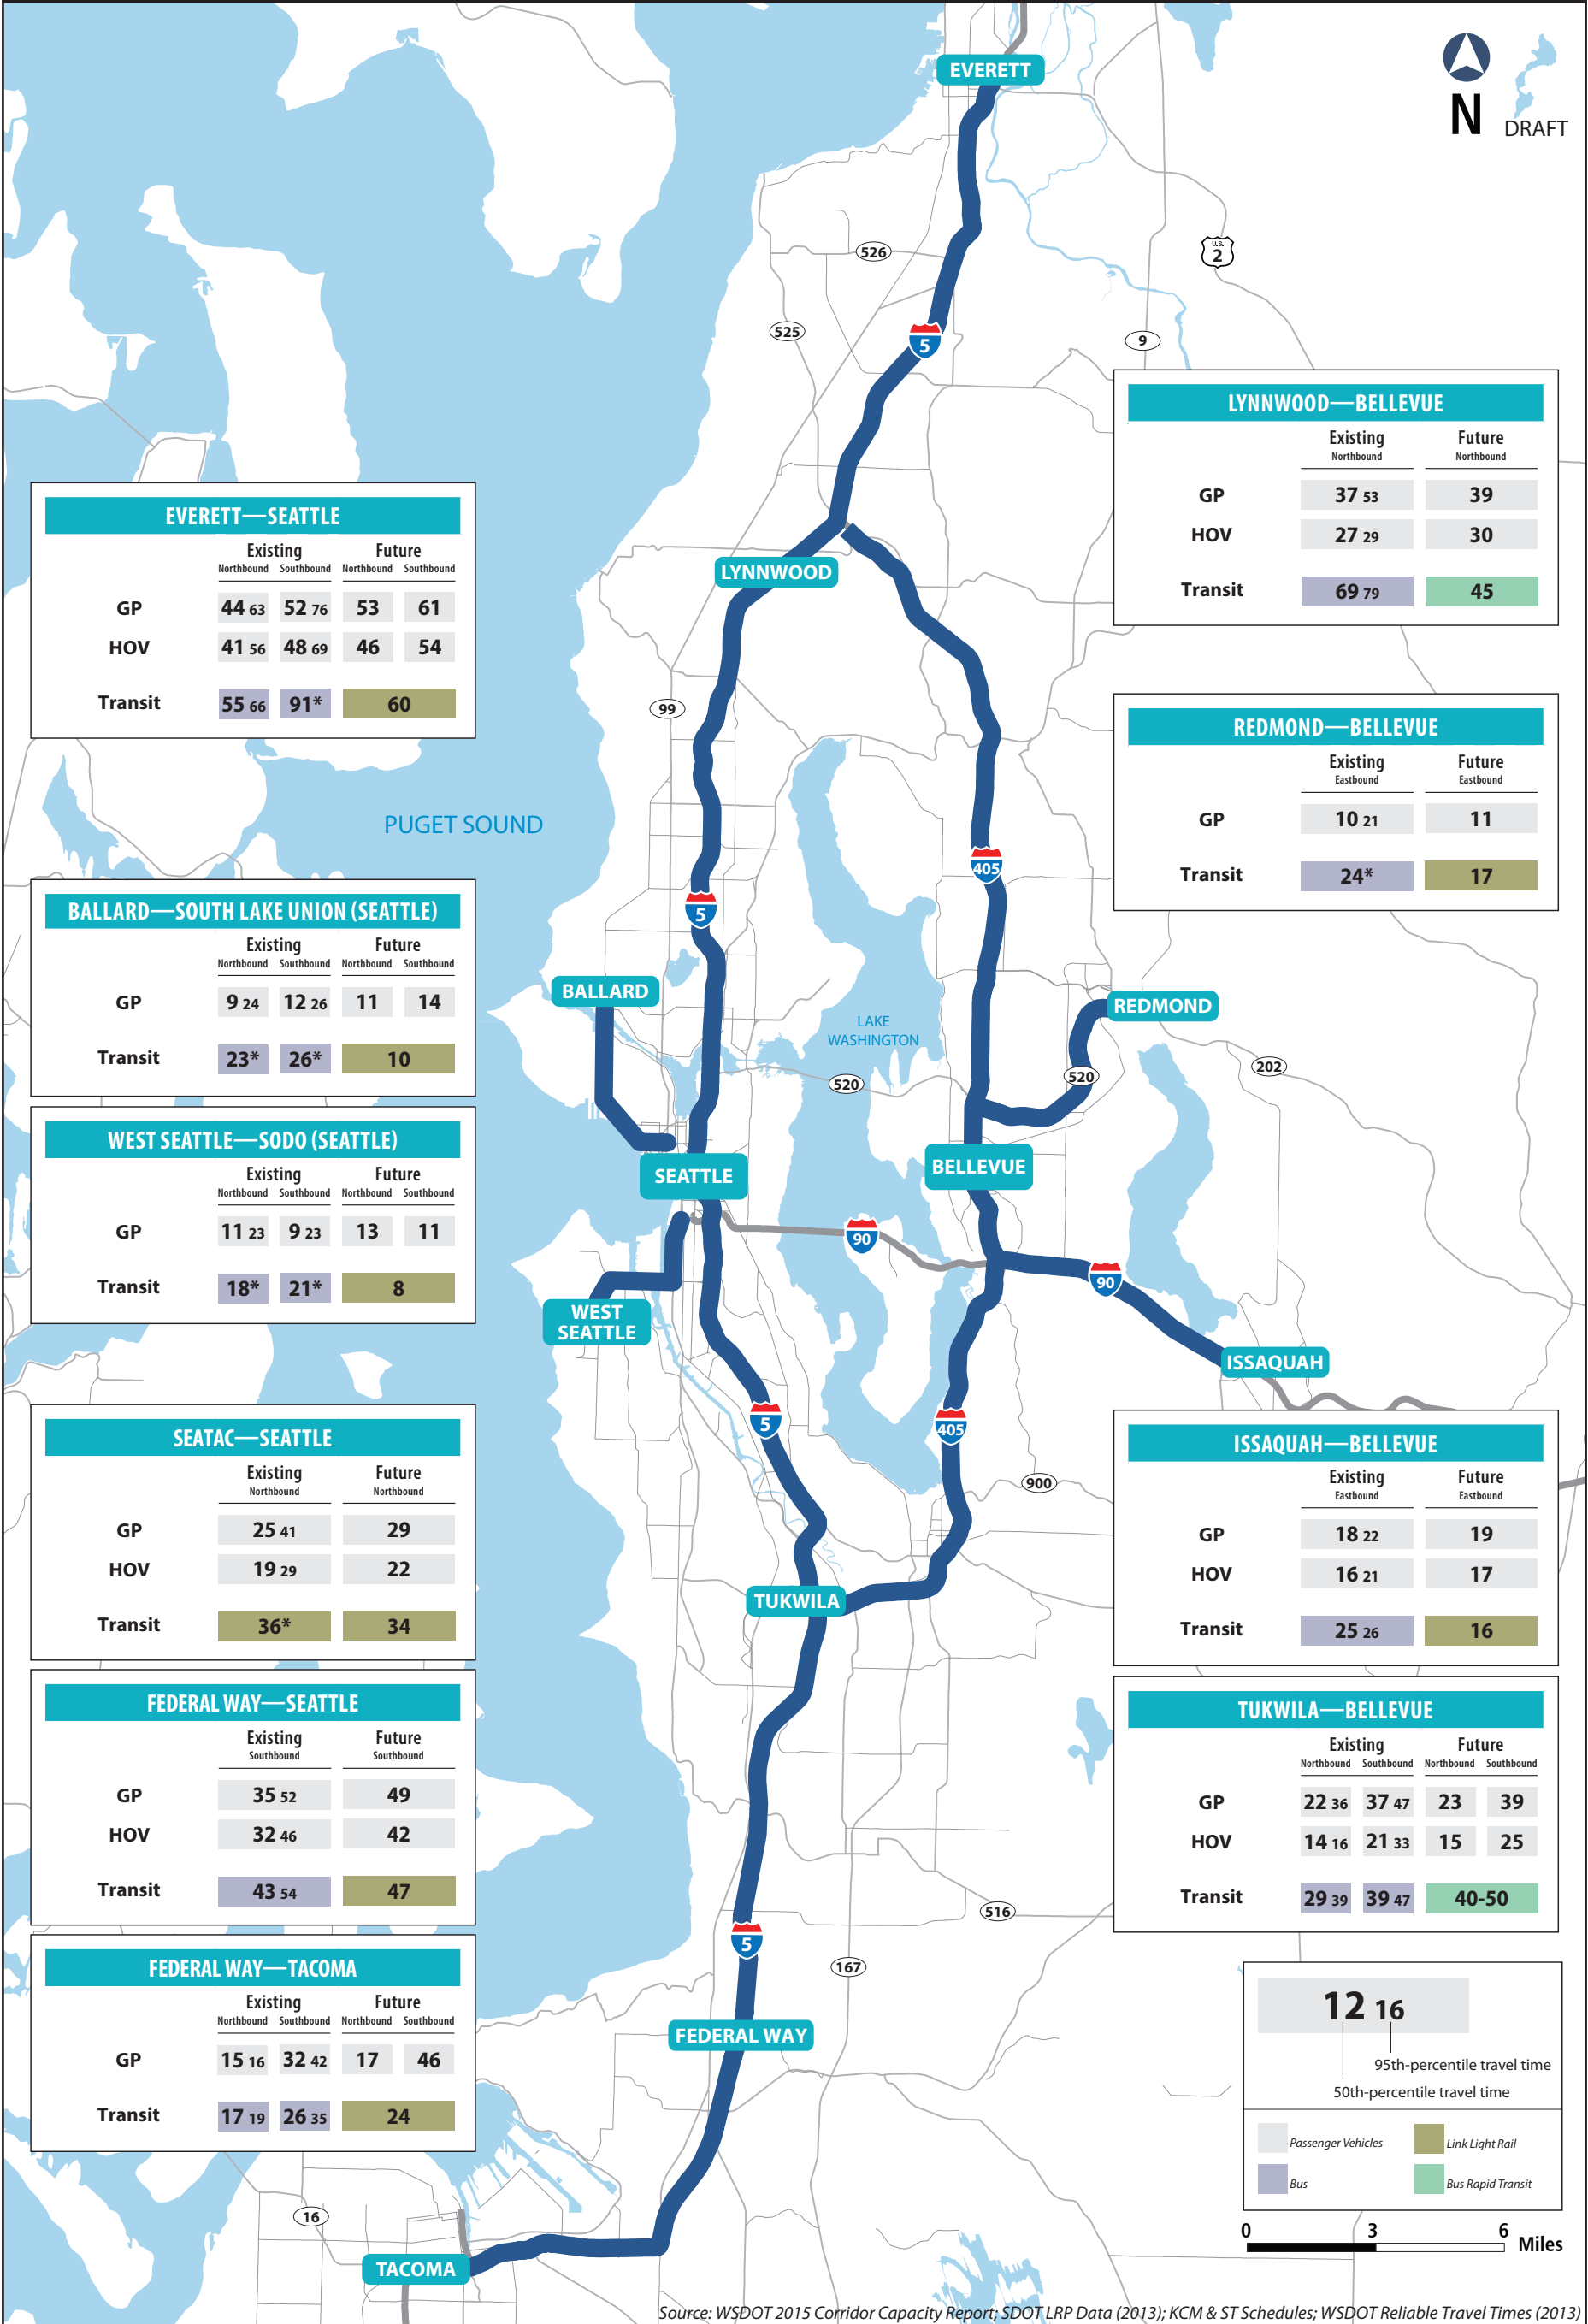 EVERETT
N
DRAFT
526
U.S.
2
525
9
5
LYNNWOOD—BELLEVUE
Existing Future
Northbound Northbound
GP 37 53 39
HOV 27 29 30
Transit 69 79 45
EVERETT—SEATTLE
Existing Future
Northbound Southbound Northbound Southbound
GP 44 63 52 76 53 61
HOV 41 56 48 69 46 54
Transit 55 66 91* 60
LYNNWOOD
99
REDMOND—BELLEVUE
Existing Future
Eastbound Eastbound
GP 10 21 11
Transit 24* 17
PUGET SOUND
405
5
BALLARD—SOUTH LAKE UNION (SEATTLE)
Existing Future
Northbound Southbound Northbound Southbound
GP 9 24 12 26 11 14
Transit 23* 26* 10
BALLARD
REDMOND
LAKE
WASHINGTON
520
520
202
WEST SEATTLE—SODO (SEATTLE)
Existing Future
Northbound Southbound Northbound Southbound
GP 11 23 9 23 13 11
Transit 18* 21* 8
SEATTLE
BELLEVUE
90
90
WEST
SEATTLE
ISSAQUAH
5
405
900
SEATAC—SEATTLE
Existing Future
Northbound Northbound
GP 25 41 29
HOV 19 29 22
Transit 36* 34
ISSAQUAH—BELLEVUE
Existing Future
Eastbound Eastbound
GP 18 22 19
HOV 16 21 17
Transit 25 26 16
TUKWILA
FEDERAL WAY—SEATTLE
Existing Future
Southbound Southbound
GP 35 52 49
HOV 32 46 42
Transit 43 54 47
TUKWILA—BELLEVUE
Existing Future
Northbound Southbound Northbound Southbound
GP 22 36 37 47 23 39
HOV 14 16 21 33 15 25
Transit 29 39 39 47 40-50
516
5
167
FEDERAL WAY—TACOMA
Existing Future
Northbound Southbound Northbound Southbound
GP 15 16 32 42 17 46
Transit 17 19 26 35 24
FEDERAL WAY
12 16
95th-percentile travel time
50th-percentile travel time
Passenger Vehicles Link Light Rail
Bus Bus Rapid Transit
16
TACOMA
0 3 6 Miles
Source: WSDOT 2015 Corridor Capacity Report; SDOT LRP Data (2013); KCM & ST Schedules; WSDOT Reliable Travel Times (2013)